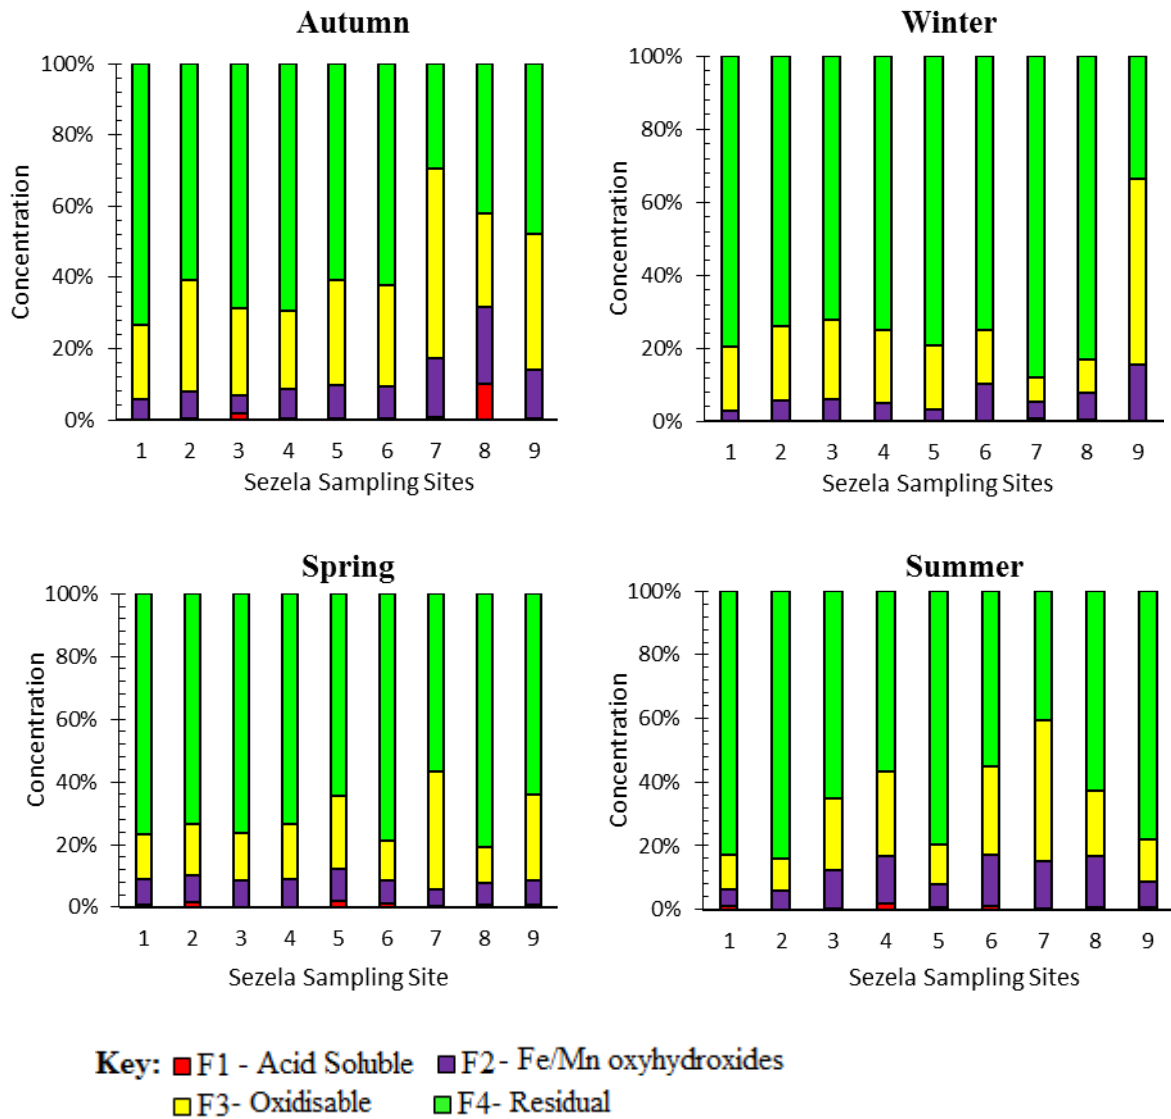 Autumn
100%
80%
60%
40%
20%
0%
Concentration
1 2 3 4 5 6 7 8 9
Sezela Sampling Sites
Winter
100%
80%
60%
40%
20%
0%
Concentration
1 2 3 4 5 6 7 8 9
Sezela Sampling Sites
Spring
100%
80%
60%
40%
20%
0%
Concentration
1 2 3 4 5 6 7 8 9
Sezela Sampling Site
Summer
100%
80%
60%
40%
20%
0%
Concentration
1 2 3 4 5 6 7 8 9
Sezela Sampling Sites
Key: F1 - Acid Soluble F2- Fe/Mn oxyhydroxides
F3- Oxidisable F4- Residual